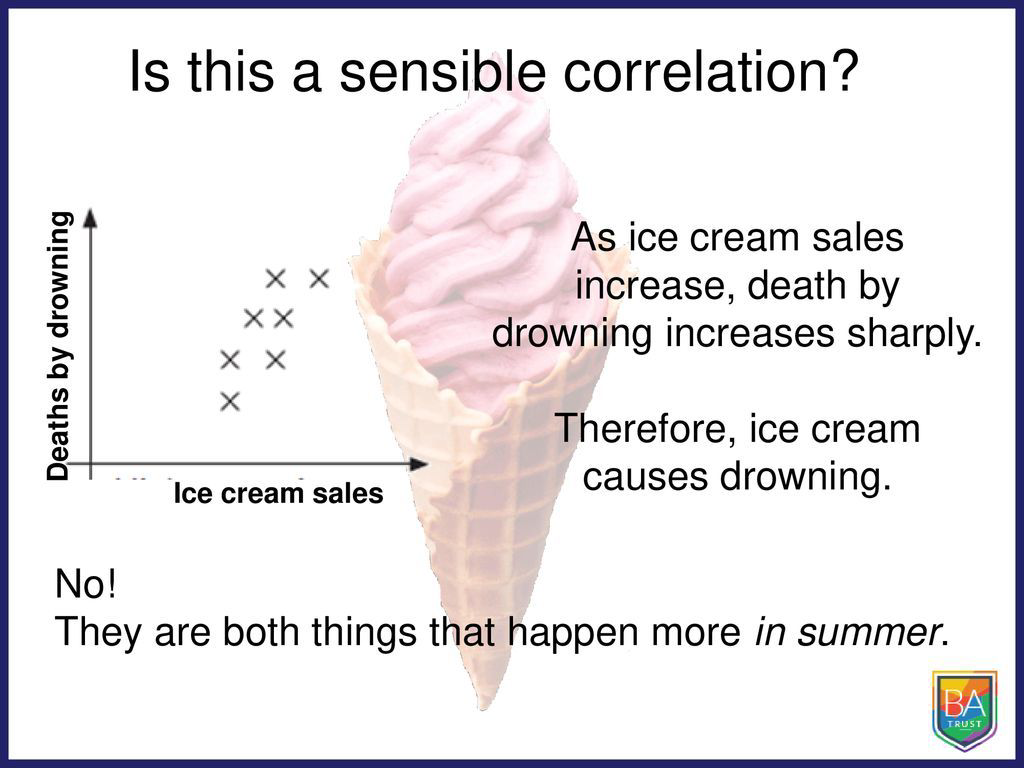 Is this a sensible correlation?
Deaths by drowning
Ice cream sales
As ice cream sales
increase, death by
drowning increases sharply.
Therefore, ice cream
causes drowning.
No!
They are both things that happen more in summer.
BA
TRUST